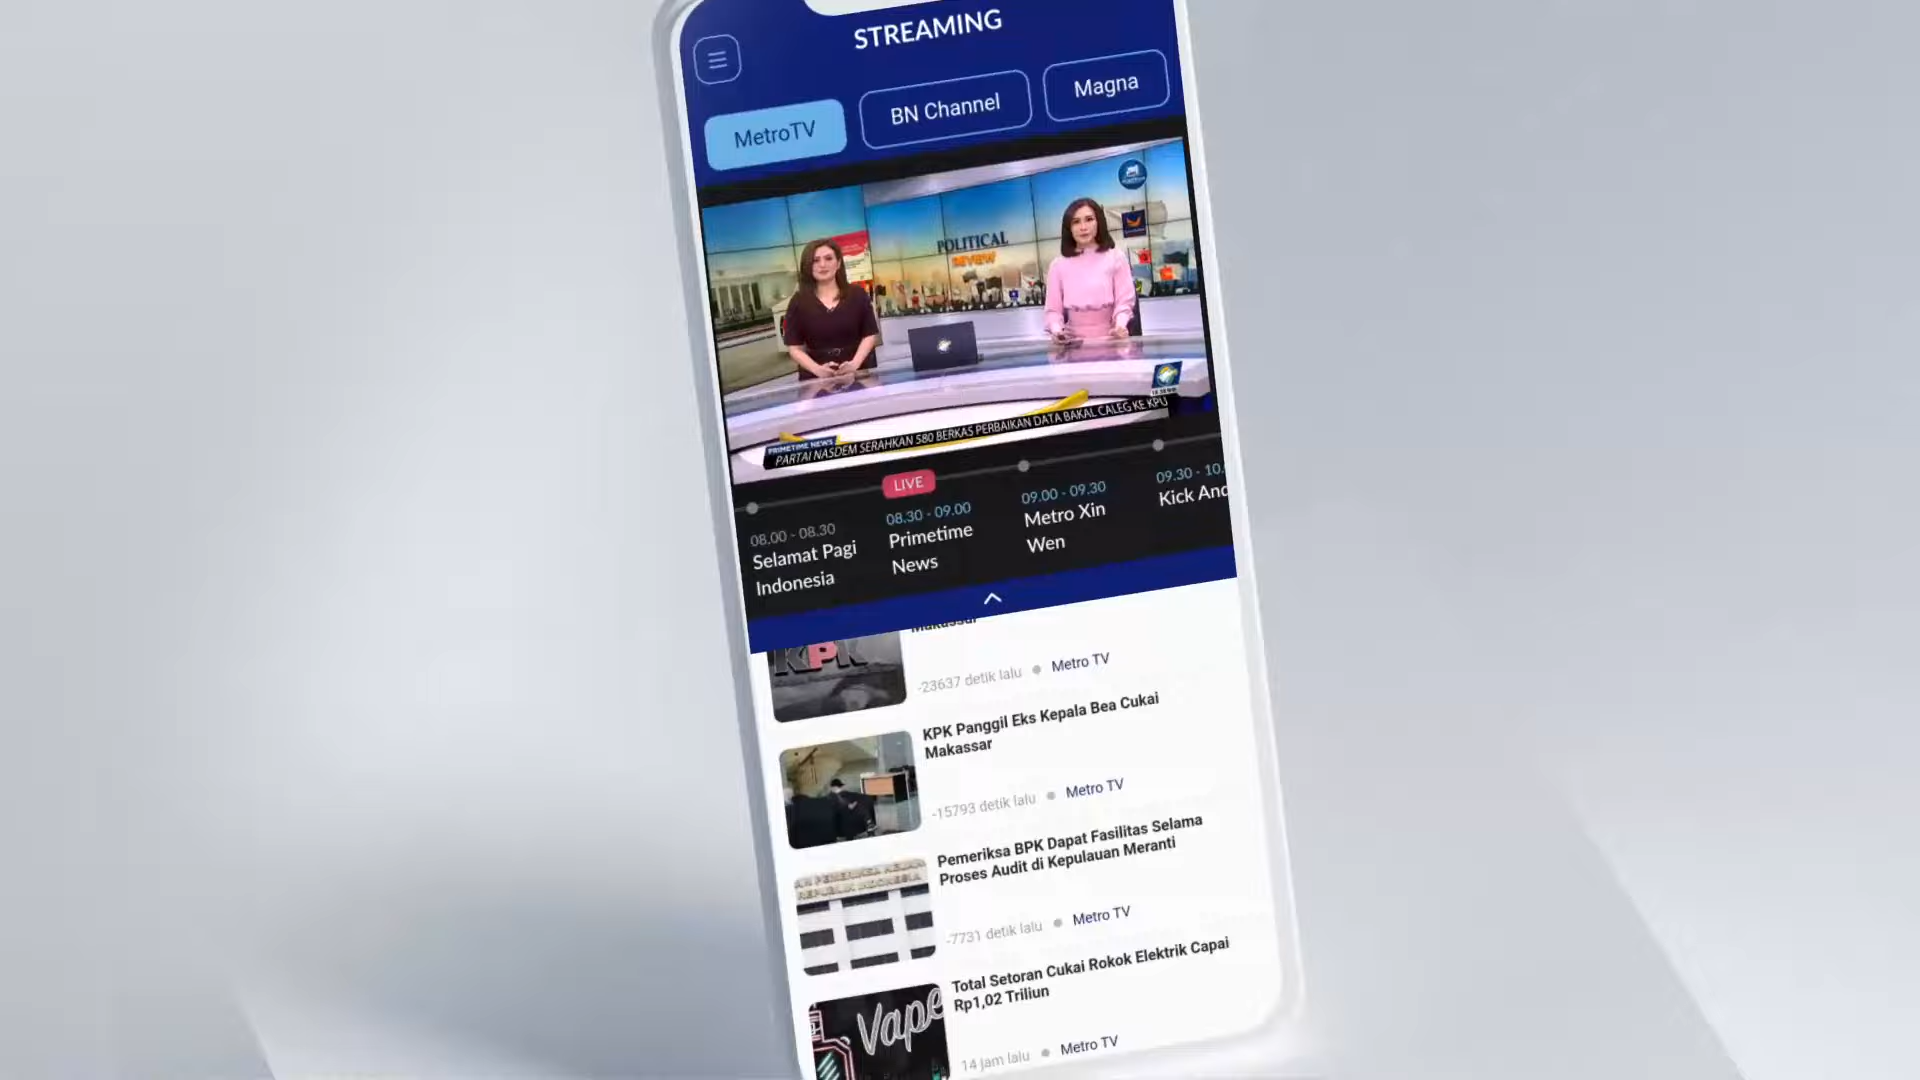 STREAMING
MetroTV
BN Channel
Magna
POLITICAL
REVIEW
PRIMETIME NEWS
PARTAI NASDEM SERAHKAN 580 BERKAS PERBAIKAN DATA BAKAL CALEG KE KPU
LIVE
08.00 - 08.30
Selamat Pagi
Indonesia
08.30 - 09.00
Primetime
News
09.00 - 09.30
Metro Xin
Wen
09.30 - 10.
Kick And
Makassar
KPK
-23637 detik lalu
Metro TV
KPK Panggil Eks Kepala Bea Cukai
Makassar
-15793 detik lalu
Metro TV
Pemeriksa BPK Dapat Fasilitas Selama
Proses Audit di Kepulauan Meranti
PEMERIKSA
REPUBLIK INDONESIA
-7731 detik lalu
Metro TV
Total Setoran Cukai Rokok Elektrik Capai
Rp1,02 Triliun
Vape
14 jam lalu
Metro TV